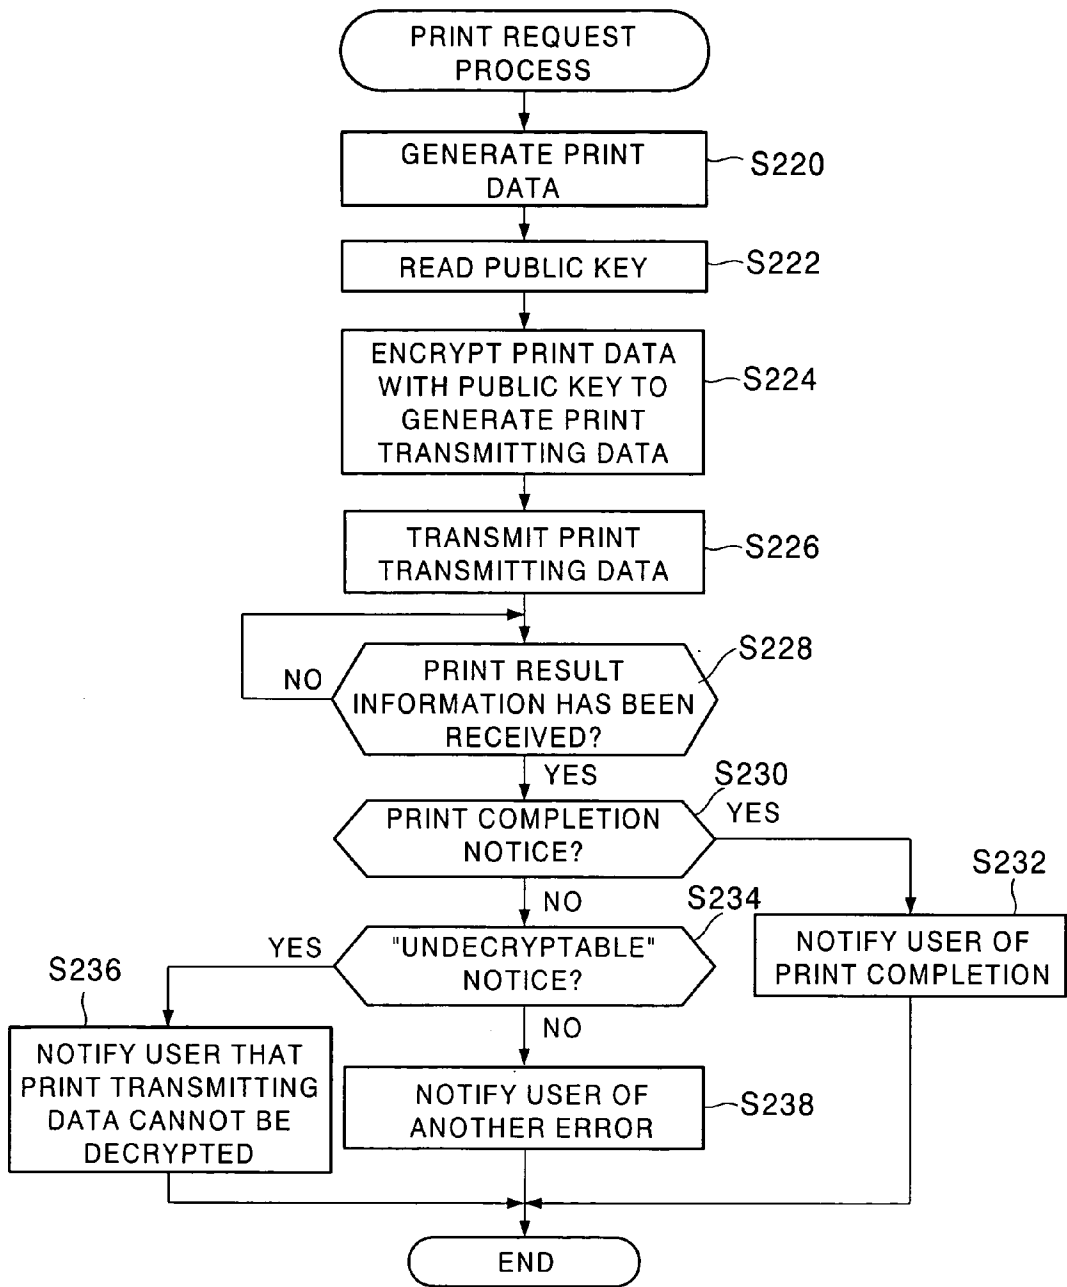 PRINT REQUEST
PROCESS
GENERATE PRINT
DATA
S220
READ PUBLIC KEY
S222
ENCRYPT PRINT DATA
WITH PUBLIC KEY TO
GENERATE PRINT
TRANSMITTING DATA
S224
TRANSMIT PRINT
TRANSMITTING DATA
S226
PRINT RESULT
INFORMATION HAS BEEN
RECEIVED?
S228
NO
YES
S230
PRINT COMPLETION
NOTICE?
YES
NO
S232
NOTIFY USER OF
PRINT COMPLETION
S234
"UNDECRYPTABLE"
NOTICE?
YES
NO
S236
NOTIFY USER THAT
PRINT TRANSMITTING
DATA CANNOT BE
DECRYPTED
NOTIFY USER OF
ANOTHER ERROR
S238
END